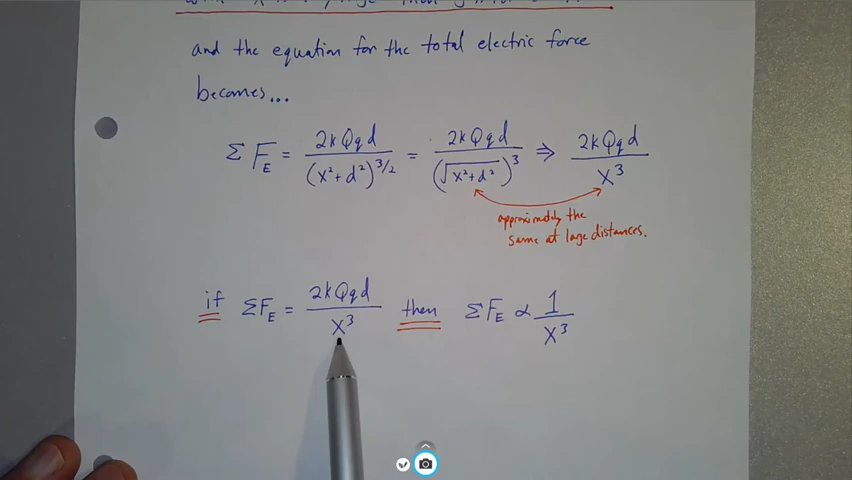 and the equation for the total electric force
becomes...
Σ F_E = 2kQqd / (x² + d²)^3/2 = 2kQqd / (√x² + d²)³ ⇒ 2kQqd / x³
approximately the
same at large distances.
if ΣF_E = 2kQqd / x³ then ΣF_E ∝ 1 / x³